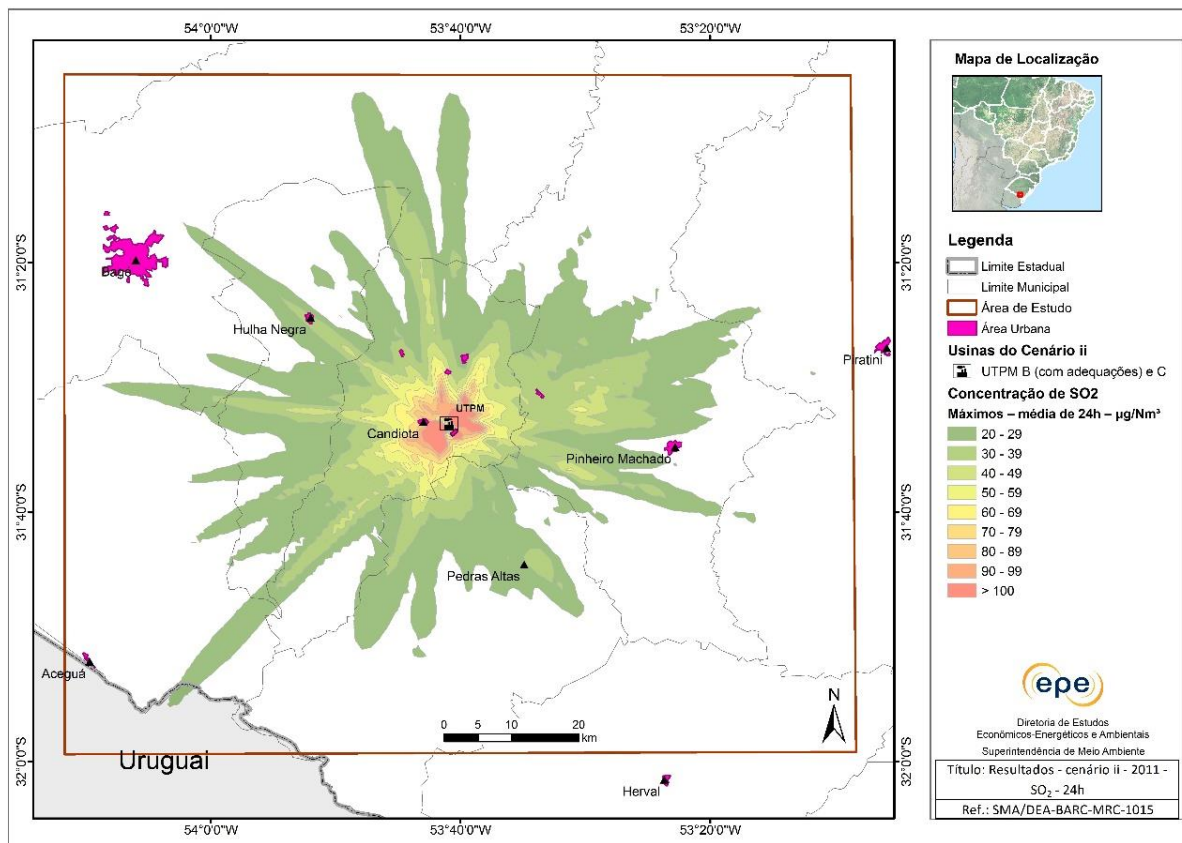 54°0'0"W
53°40'0"W
53°20'0"W
31°20'0"S
31°20'0"S
31°40'0"S
31°40'0"S
32°0'0"S
32°0'0"S
Bagé
Hulha Negra
Piratini
UTPM
Candiota
Pinheiro Machado
Pedras Altas
Aceguá
Uruguai
Herval
N
0 5 10 20
km
54°0'0"W
53°40'0"W
53°20'0"W
Mapa de Localização
Legenda
Limite Estadual
Limite Municipal
Área de Estudo
Área Urbana
Usinas do Cenário ii
UTPM B (com adequações) e C
Concentração de SO2
Máximos – média de 24h – µg/Nm³
20 - 29
30 - 39
40 - 49
50 - 59
60 - 69
70 - 79
80 - 89
90 - 99
> 100
epe
Diretoria de Estudos
Econômicos-Energéticos e Ambientais
Superintendência de Meio Ambiente
Título: Resultados - cenário ii - 2011 -
SO₂ - 24h
Ref.: SMA/DEA-BARC-MRC-1015